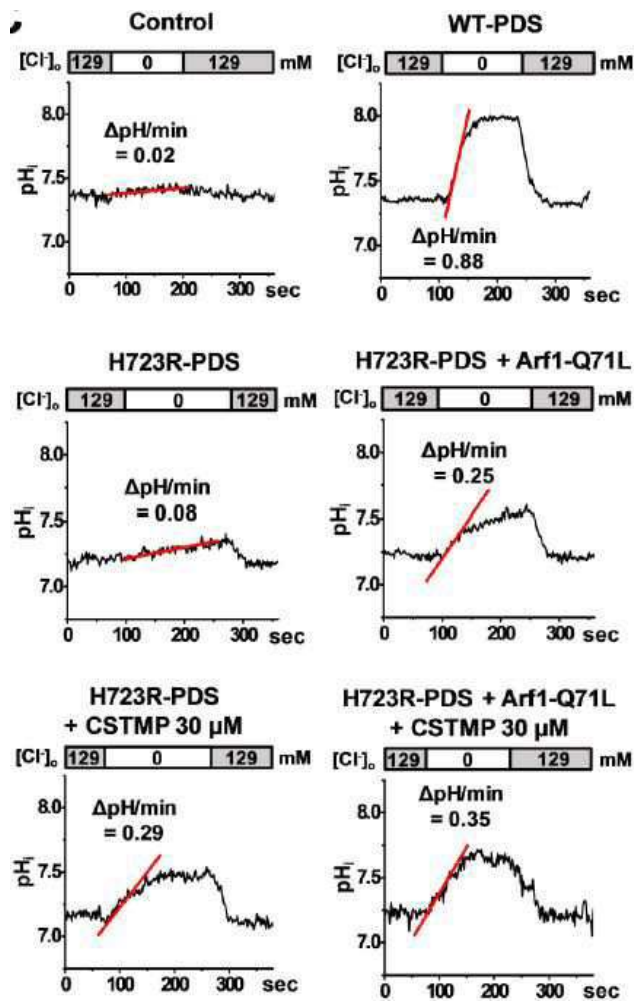 Control
[Cl-]o 129 0 129 mM
8.0
ΔpH/min
= 0.02
pHi
7.5
7.0
0 100 200 300 sec
WT-PDS
129 0 129 mM
8.0
pHi
7.5
ΔpH/min
= 0.88
7.0
0 100 200 300 sec
H723R-PDS
[Cl-]o 129 0 129 mM
8.0
ΔpH/min
= 0.08
pHi
7.5
7.0
0 100 200 300 sec
H723R-PDS + Arf1-Q71L
[Cl-]o 129 0 129 mM
8.0
ΔpH/min
= 0.25
pHi
7.5
7.0
0 100 200 300 sec
H723R-PDS
+ CSTMP 30 µM
[Cl-]o 129 0 129 mM
8.0
ΔpH/min
= 0.29
pHi
7.5
7.0
0 100 200 300 sec
H723R-PDS + Arf1-Q71L
+ CSTMP 30 µM
[Cl-]o 129 0 129 mM
8.0
ΔpH/min
= 0.35
pHi
7.5
7.0
0 100 200 300 sec